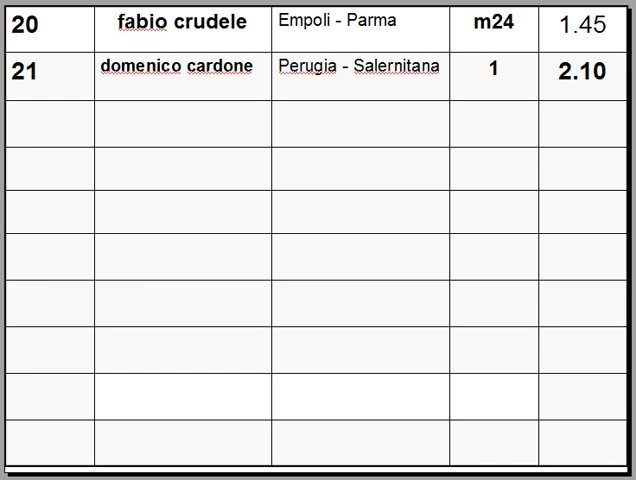 20 fabio crudele Empoli - Parma m24 1.45
21 domenico cardone Perugia - Salernitana 1 2.10